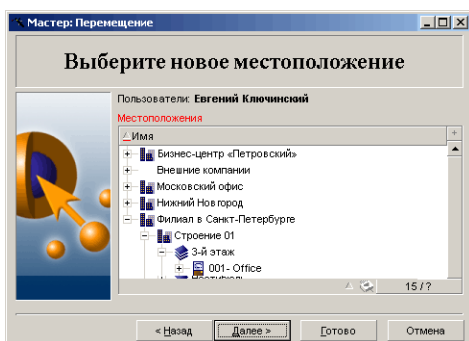 Мастер: Перемещение
Выберите новое местоположение
Пользователи: Евгений Ключинский
Местоположения
Имя
Бизнес-центр «Петровский»
Внешние компании
Московский офис
Нижний Новгород
Филиал в Санкт-Петербурге
Строение 01
3-й этаж
001- Office
15 / ?
< Назад Далее > Готово Отмена